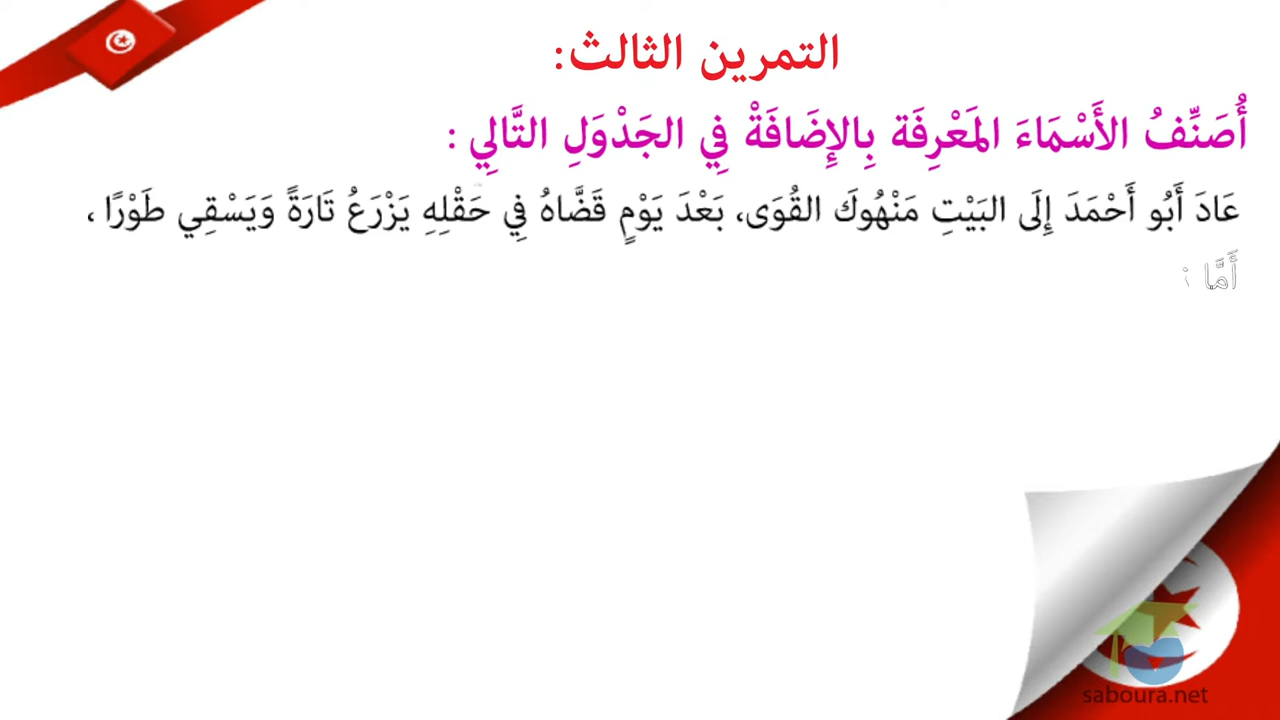 التمرين الثالث:
أُصَنِّفُ الأَسْمَاءَ المَعْرِفَة بِالإِضَافَةْ فِي الجَدْوَلِ التَّالِي :
عَادَ أَبُو أَحْمَدَ إِلَى البَيْتِ مَنْهُوكَ القُوَى، بَعْدَ يَوْمٍ قَضَّاهُ فِي حَقْلِهِ يَزْرَعُ تَارَةً وَيَسْقِي طَوْرًا ،
أَمَّا
saboura.net